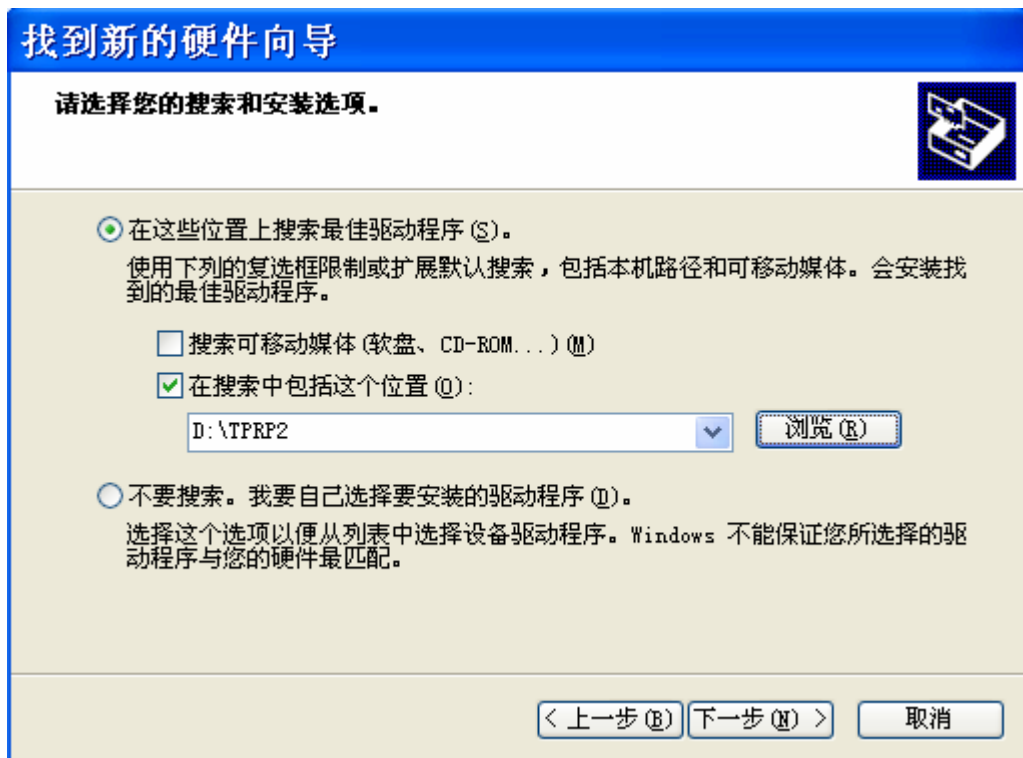 找到新的硬件向导
请选择您的搜索和安装选项。
在这些位置上搜索最佳驱动程序(S)。
使用下列的复选框限制或扩展默认搜索，包括本机路径和可移动媒体。会安装找
到的最佳驱动程序。
搜索可移动媒体(软盘、CD-ROM...)(M)
在搜索中包括这个位置(O):
D:\TPRP2
浏览(R)
不要搜索。我要自己选择要安装的驱动程序(D)。
选择这个选项以便从列表中选择设备驱动程序。Windows 不能保证您所选择的驱
动程序与您的硬件最匹配。
< 上一步(B) 下一步(N) > 取消